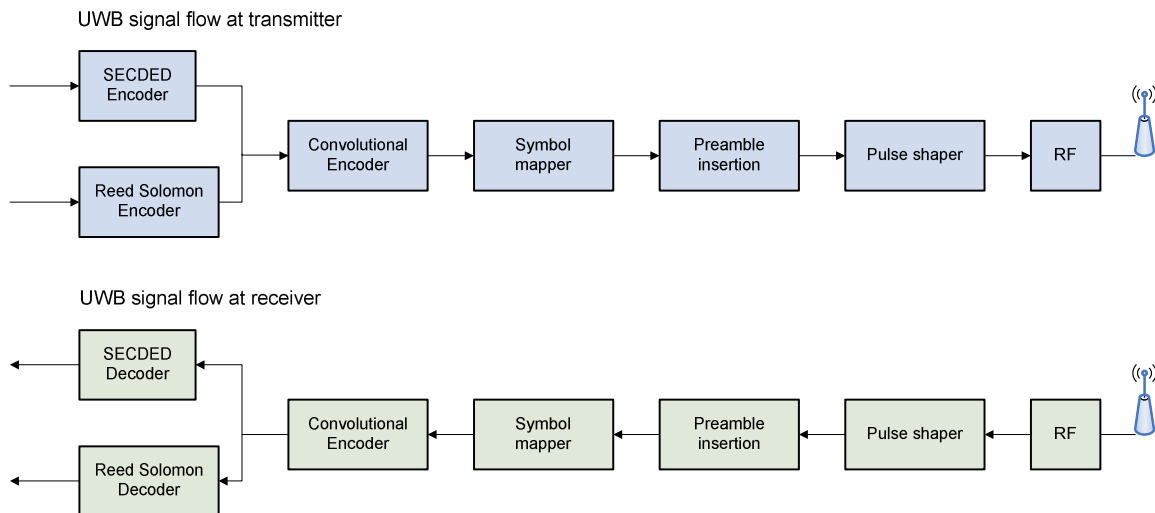 UWB signal flow at transmitter
SECDED
Encoder
Reed Solomon
Encoder
Convolutional
Encoder
Symbol
mapper
Preamble
insertion
Pulse shaper
RF
UWB signal flow at receiver
SECDED
Decoder
Reed Solomon
Decoder
Convolutional
Encoder
Symbol
mapper
Preamble
insertion
Pulse shaper
RF